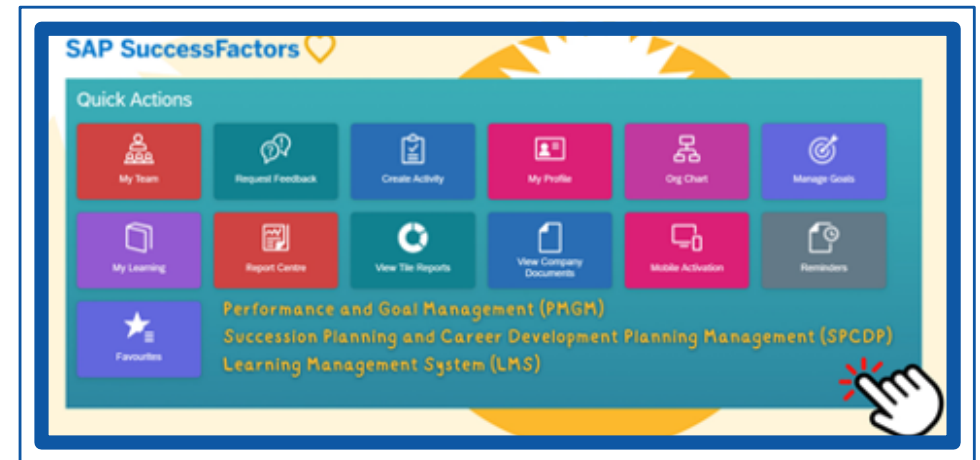 SAP SuccessFactors
Quick Actions
My Team
Request Feedback
Create Activity
My Profile
Org Chart
Manage Goals
My Learning
Report Centre
View Tile Reports
View Company
Documents
Mobile Activation
Reminders
Favourites
Performance and Goal Management (PMGM)
Succession Planning and Career Development Planning Management (SPCDP)
Learning Management System (LMS)